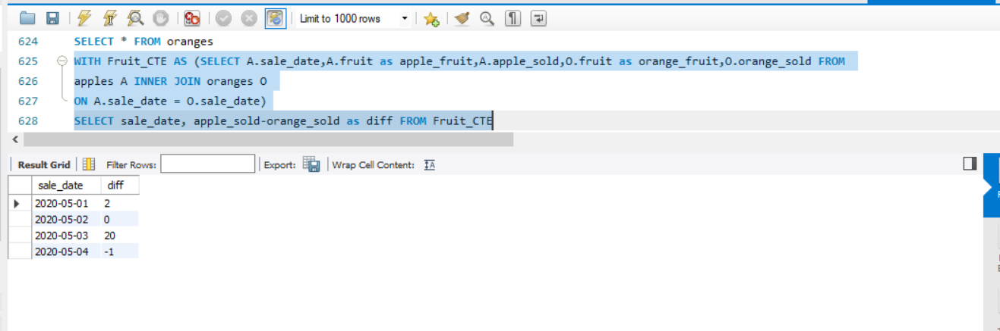 Limit to 1000 rows
624 SELECT * FROM oranges
625 WITH Fruit_CTE AS (SELECT A.sale_date,A.fruit as apple_fruit,A.apple_sold,O.fruit as orange_fruit,O.orange_sold FROM
626 apples A INNER JOIN oranges O
627 ON A.sale_date = O.sale_date)
628 SELECT sale_date, apple_sold-orange_sold as diff FROM Fruit_CTE
Result Grid Filter Rows: Export: Wrap Cell Content:
sale_date diff
2020-05-01 2
2020-05-02 0
2020-05-03 20
2020-05-04 -1